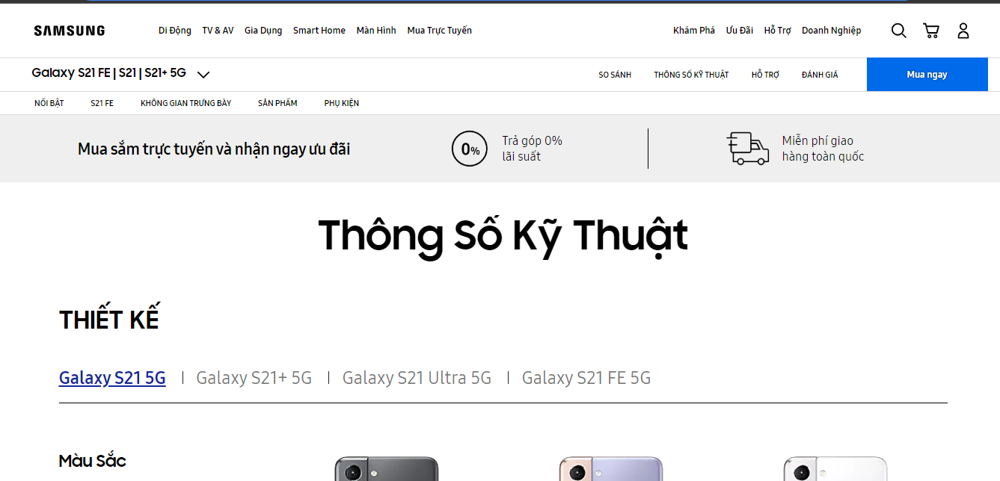 SAMSUNG Di Động TV & AV Gia Dụng Smart Home Màn Hình Mua Trực Tuyến Khám Phá Ưu Đãi Hỗ Trợ Doanh Nghiệp
Galaxy S21 FE | S21 | S21+ 5G SO SÁNH THÔNG SỐ KỸ THUẬT HỖ TRỢ ĐÁNH GIÁ Mua ngay
NỔI BẬT S21 FE KHÔNG GIAN TRƯNG BÀY SẢN PHẨM PHỤ KIỆN
Mua sắm trực tuyến và nhận ngay ưu đãi
0%
Trả góp 0%
lãi suất
Miễn phí giao
hàng toàn quốc
Thông Số Kỹ Thuật
THIẾT KẾ
Galaxy S21 5G | Galaxy S21+ 5G | Galaxy S21 Ultra 5G | Galaxy S21 FE 5G
Màu Sắc